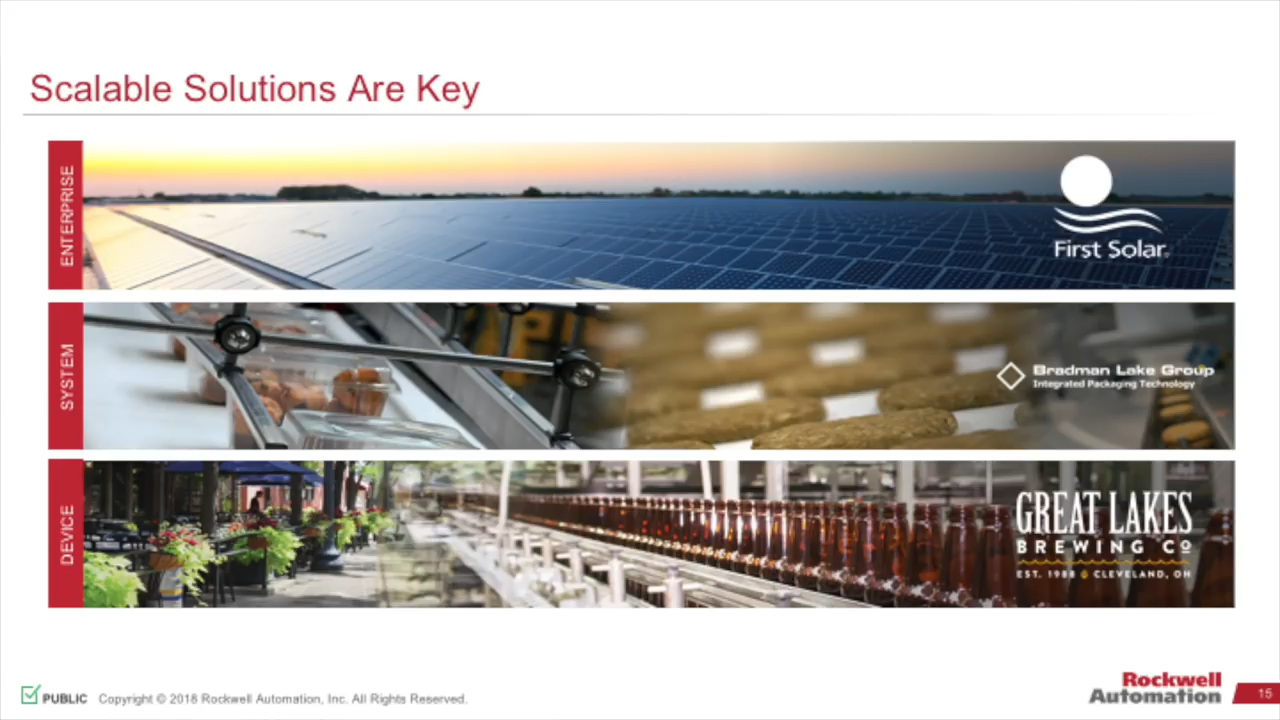 Scalable Solutions Are Key
ENTERPRISE
First Solar
SYSTEM
Bradman Lake Group
Integrated Packaging Technology
DEVICE
GREAT LAKES
BREWING Cº
EST. 1988 CLEVELAND, OH
PUBLIC Copyright © 2018 Rockwell Automation, Inc. All Rights Reserved.
Rockwell
Automation
15